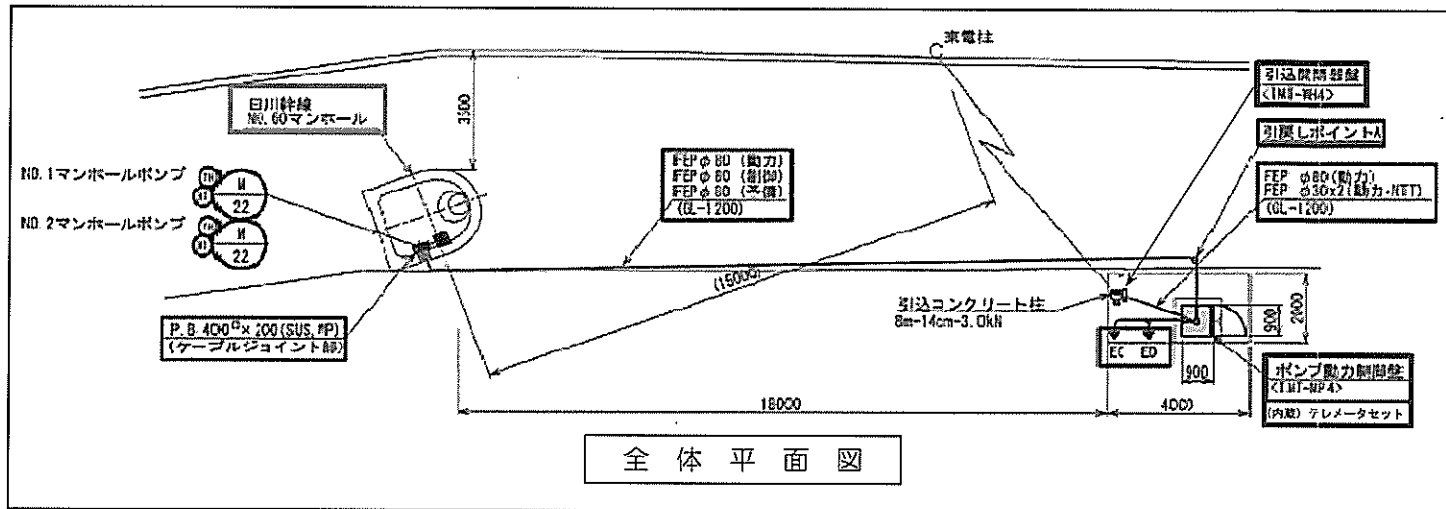 東電柱
引込開閉器盤
日川幹線
NO.60マンホール
3500
引戻しポイントA
NO.1マンホールポンプ
M
22
NO.2マンホールポンプ
M
22
FEP φ80 (動力)
FEP φ80 (制御)
FEP φ80 (予備)
(GL-1200)
FEP φ80(動力)
FEP φ30x2(動力・NTT)
(GL-1200)
(15000)
引込コンクリート柱
8m-14cm-3.0kN
2000
900
P.B.400□×200(SUS.WP)
(ケーブルジョイント部)
EC ED
900
ポンプ動力制御盤
(内蔵) テレメータセット
18000
4000
全体平面図